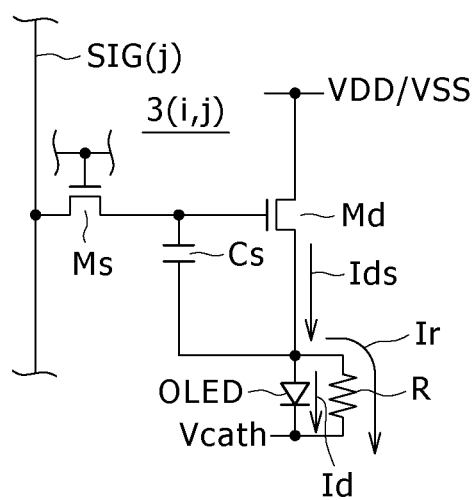 SIG(j)
VDD/VSS
3(i,j)
Md
Ms
Cs
Ids
Ir
OLED
R
Vcath
Id